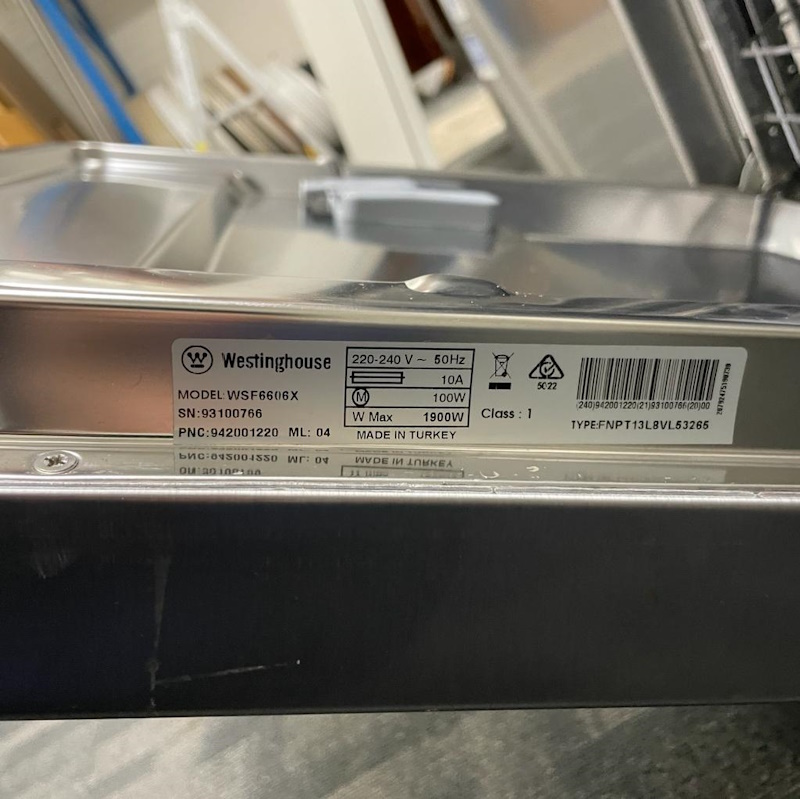 Westinghouse
MODEL:WSF6606X
SN:93100766
PNC:942001220 ML: 04
220-240 V ~ 50Hz
10A
M 100W
W Max 1900W
MADE IN TURKEY
Class : 1
5022
(240)942001220(21)93100766(20)00
TYPE:FNPT13L8VL53265